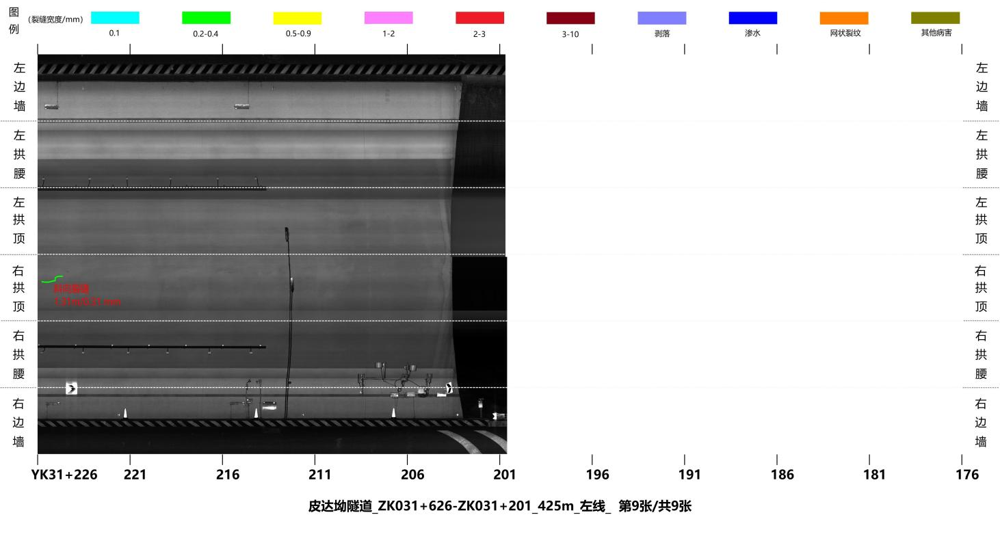 图例
(裂缝宽度/mm)
0.1
0.2-0.4
0.5-0.9
1-2
2-3
3-10
剥落
渗水
网状裂纹
其他病害
左边墙
左边墙
左拱腰
左拱腰
左拱顶
左拱顶
右拱顶
右拱顶
斜向裂缝
1.31m/0.21 mm
右拱腰
右拱腰
右边墙
右边墙
YK31+226 221 216 211 206 201 196 191 186 181 176
皮达坳隧道_ZK031+626-ZK031+201_425m_左线_ 第9张/共9张